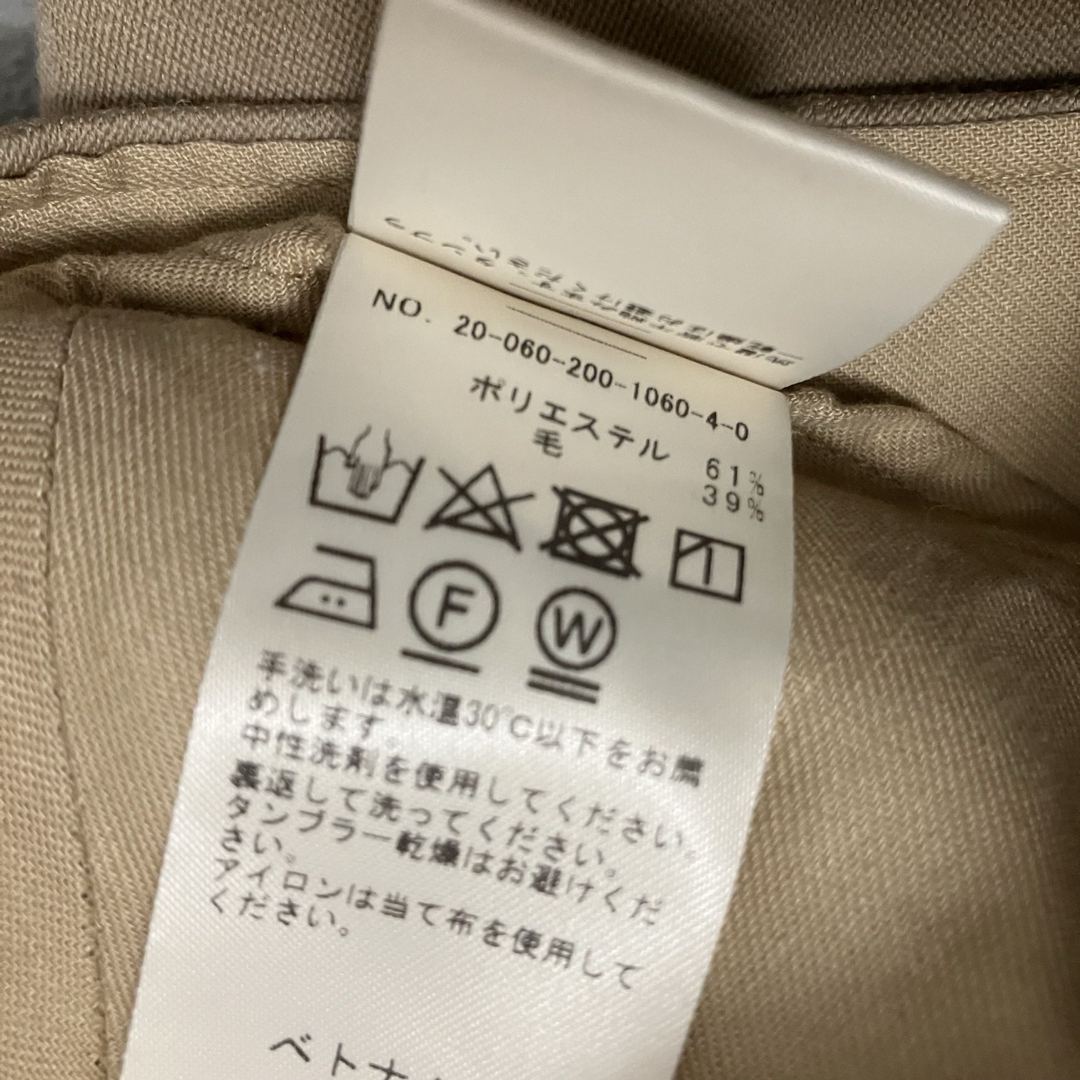 NO. 20-060-200-1060-4-0
ポリエステル 61%
毛 39%
F W
手洗いは水温30℃以下をお薦
めします。
中性洗剤を使用してください。
裏返して洗ってください。
タンブラー乾燥はお避けくだ
さい。
アイロンは当て布を使用して
ください。
ベトナ